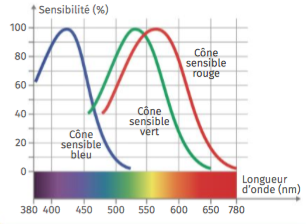 Sensibilité (%)
100
80
60
40
20
0
Cône
sensible
rouge
Cône
sensible
vert
Cône
sensible
bleu
380 400 450 500 550 600 650 700 780
Longueur
d'onde (nm)